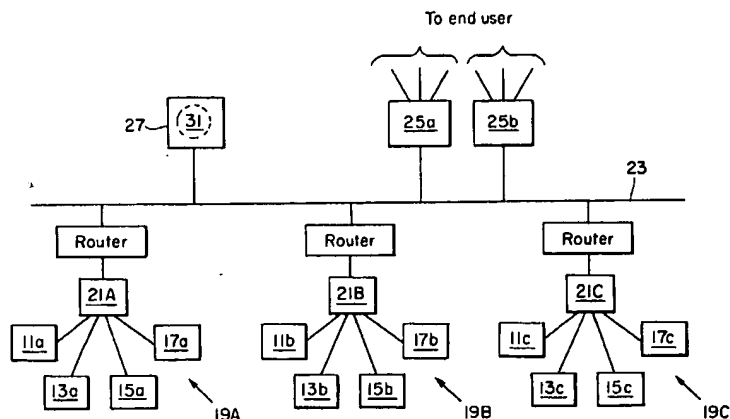 To end user
27
31
25a
25b
23
Router
Router
Router
21A
21B
21C
11a
17a
11b
17b
11c
17c
13a
15a
13b
15b
13c
15c
19A
19B
19C